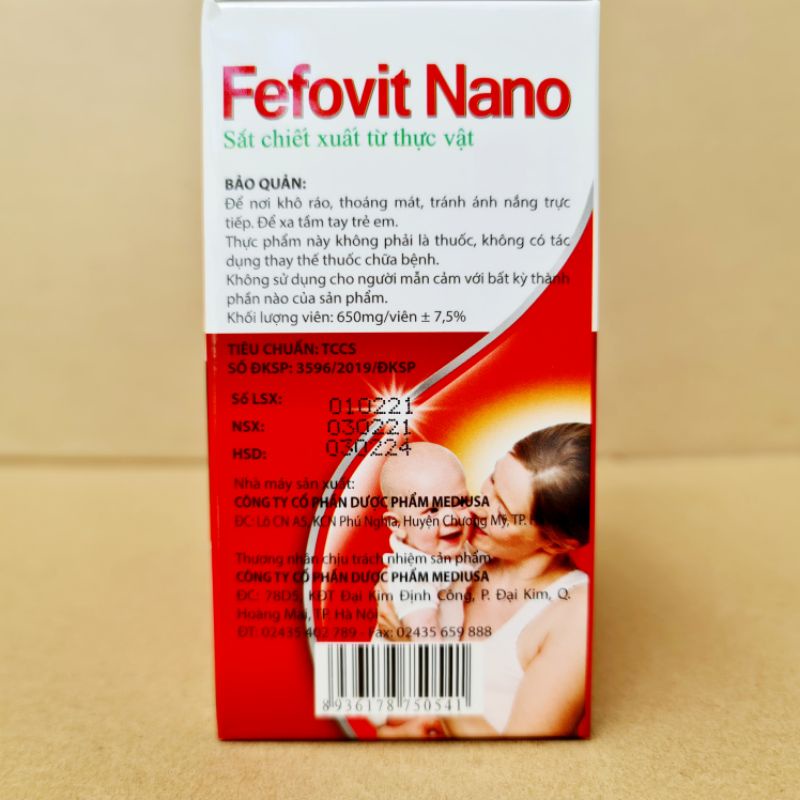 Fefovit Nano
Sắt chiết xuất từ thực vật
BẢO QUẢN:
Để nơi khô ráo, thoáng mát, tránh ánh nắng trực
tiếp. Để xa tầm tay trẻ em.
Thực phẩm này không phải là thuốc, không có tác
dụng thay thế thuốc chữa bệnh.
Không sử dụng cho người mẫn cảm với bất kỳ thành
phần nào của sản phẩm.
Khối lượng viên: 650mg/viên ± 7,5%
TIÊU CHUẨN: TCCS
SỐ ĐKSP: 3596/2019/ĐKSP
Số LSX: 010221
NSX: 030221
HSD: 030224
Nhà máy sản xuất:
CÔNG TY CỔ PHẦN DƯỢC PHẨM MEDIUSA
ĐC: Lô CN A5, KCN Phú Nghĩa, Huyện Chương Mỹ, TP.
Thương nhân chịu trách nhiệm sản phẩm
CÔNG TY CỔ PHẦN DƯỢC PHẨM MEDIUSA
ĐC: 78D5, KĐT Đại Kim Định Công, P. Đại Kim, Q.
Hoàng Mai, TP. Hà Nội
ĐT: 02435 402 789 - Fax: 02435 659 888
8 936178 750541